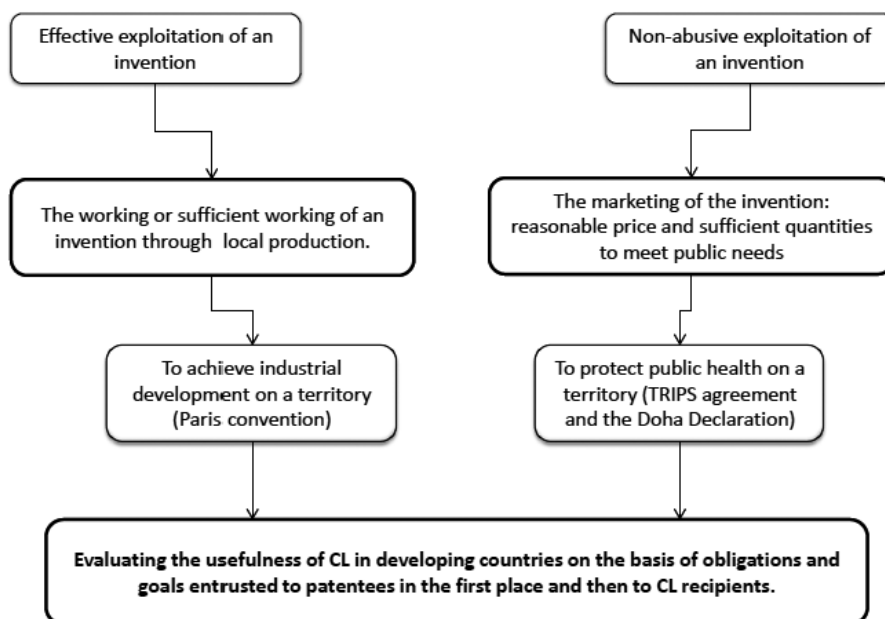 Effective exploitation of an
invention
Non-abusive exploitation of
an invention
The working or sufficient working of an
invention through local production.
The marketing of the invention:
reasonable price and sufficient quantities
to meet public needs
To achieve industrial
development on a territory
(Paris convention)
To protect public health on a
territory (TRIPS agreement
and the Doha Declaration)
Evaluating the usefulness of CL in developing countries on the basis of obligations and
goals entrusted to patentees in the first place and then to CL recipients.